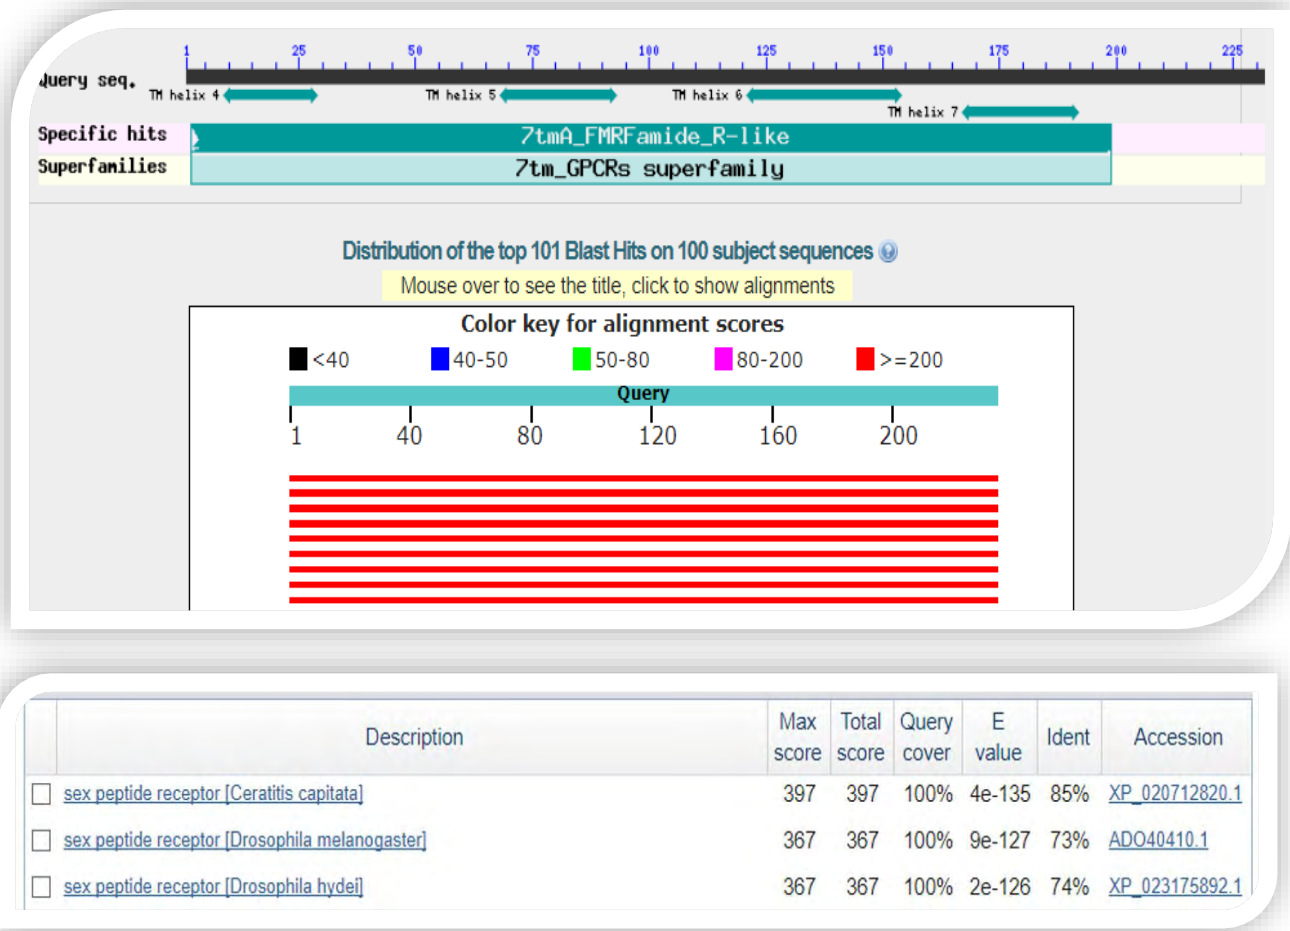 1 25 50 75 100 125 150 175 200 225
Query seq.
TM helix 4 TM helix 5 TM helix 6
TM helix 7
Specific hits 7tmA_FMRFamide_R-like
Superfamilies 7tm_GPCRs superfamily
Distribution of the top 101 Blast Hits on 100 subject sequences ?
Mouse over to see the title, click to show alignments
Color key for alignment scores
<40 40-50 50-80 80-200 >=200
Query
1 40 80 120 160 200
Description Max score Total score Query cover E value Ident Accession
sex peptide receptor [Ceratitis capitata] 397 397 100% 4e-135 85% XP_020712820.1
sex peptide receptor [Drosophila melanogaster] 367 367 100% 9e-127 73% ADO40410.1
sex peptide receptor [Drosophila hydei] 367 367 100% 2e-126 74% XP_023175892.1